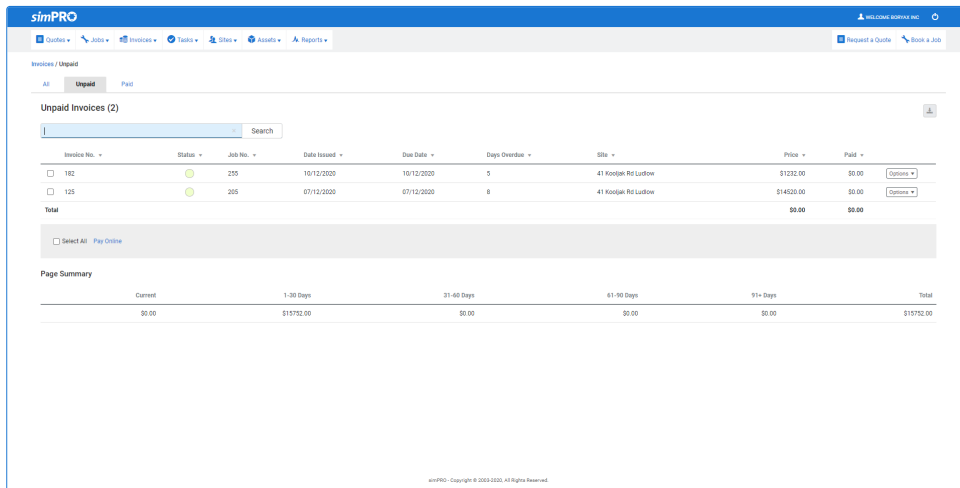 simPRO WELCOME BORYAX INC
Quotes Jobs Invoices Tasks Sites Assets Reports Request a Quote Book a Job
Invoices / Unpaid
All Unpaid Paid
Unpaid Invoices (2)
Search
Invoice No. Status Job No. Date Issued Due Date Days Overdue Site Price Paid
182 255 10/12/2020 10/12/2020 5 41 Kooljak Rd Ludlow $1232.00 $0.00 Options
125 205 07/12/2020 07/12/2020 8 41 Kooljak Rd Ludlow $14520.00 $0.00 Options
Total $0.00 $0.00
Select All Pay Online
Page Summary
Current 1-30 Days 31-60 Days 61-90 Days 91+ Days Total
$0.00 $15752.00 $0.00 $0.00 $0.00 $15752.00
simPRO - Copyright © 2003-2020, All Rights Reserved.